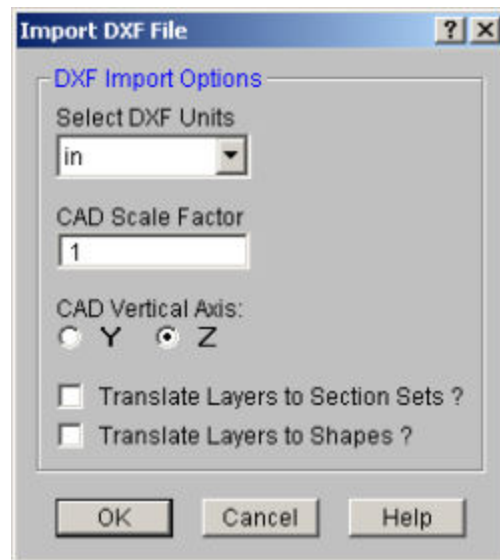 Import DXF File
DXF Import Options
Select DXF Units
in
CAD Scale Factor
1
CAD Vertical Axis:
Y Z
Translate Layers to Section Sets ?
Translate Layers to Shapes ?
OK Cancel Help